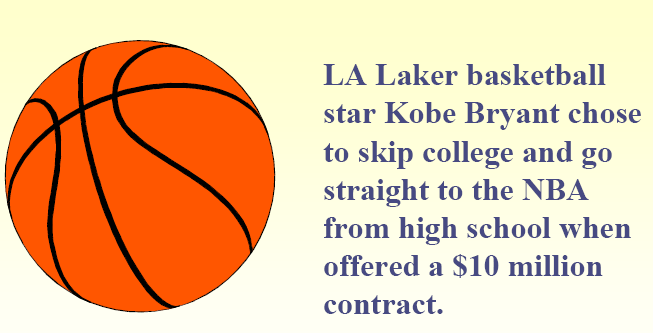 LA Laker basketball
star Kobe Bryant chose
to skip college and go
straight to the NBA
from high school when
offered a $10 million
contract.